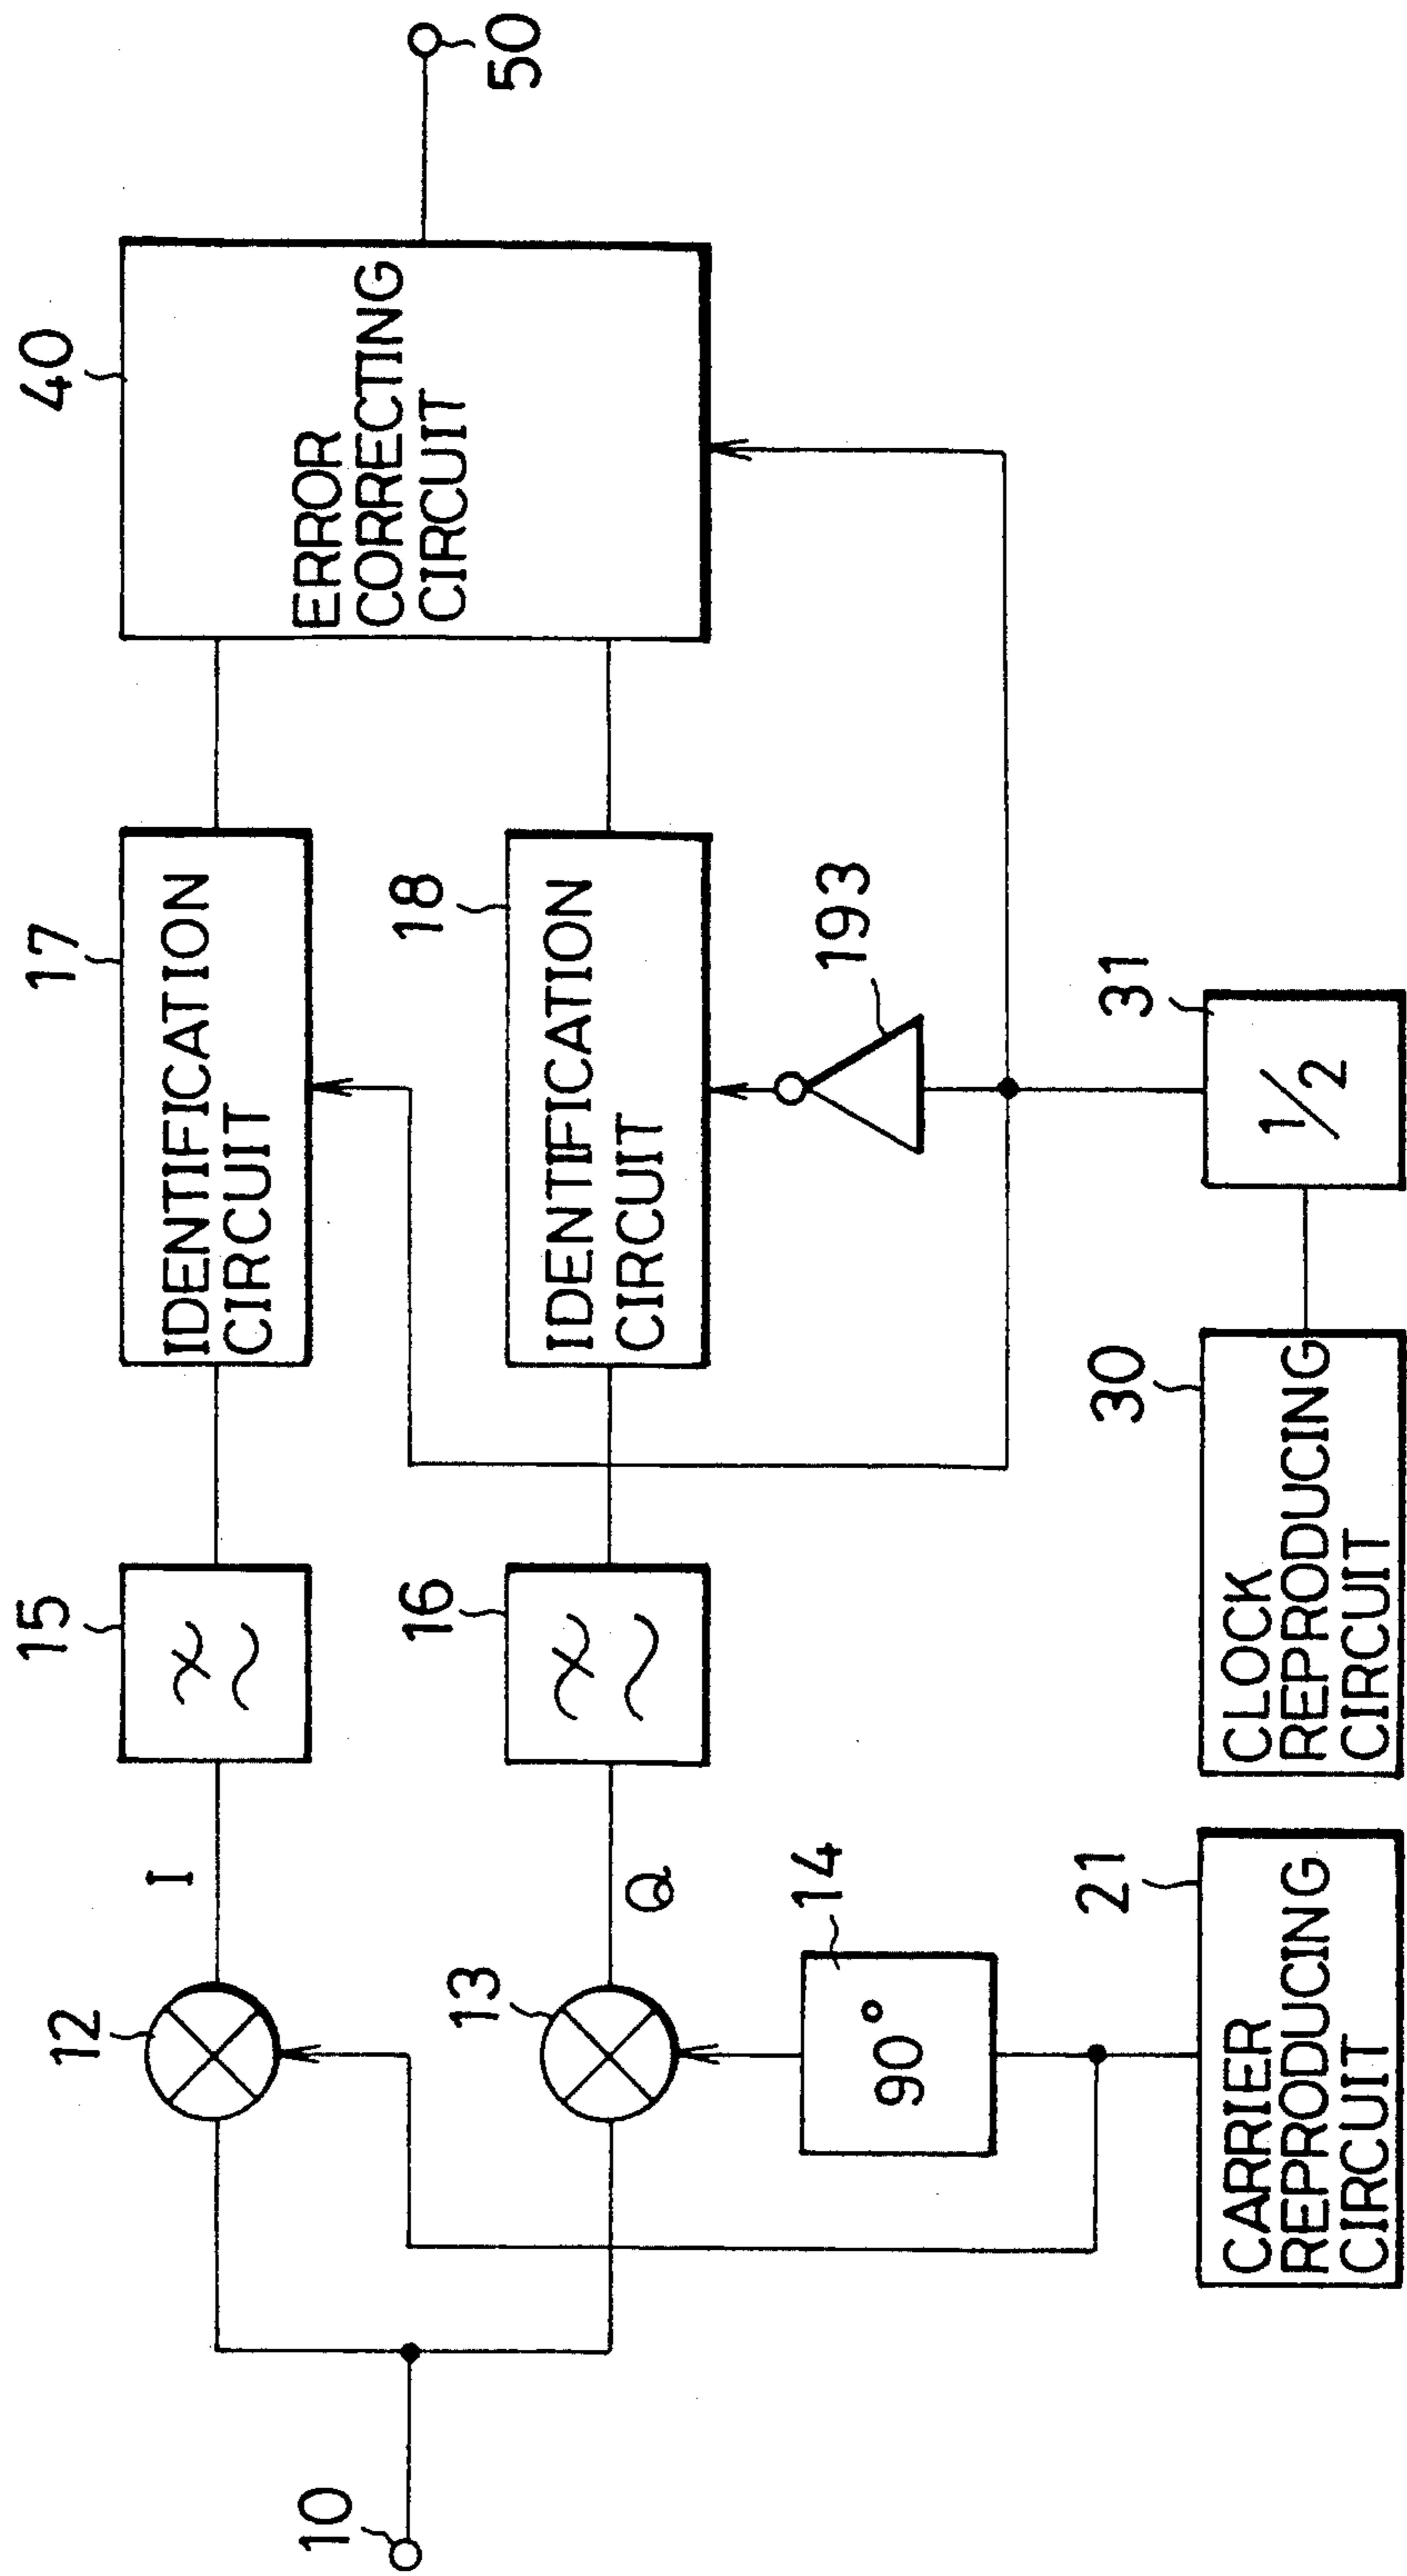 10
12
13
I
Q
14
90°
21
CARRIER
REPRODUCING
CIRCUIT
15
16
17
IDENTIFICATION
CIRCUIT
18
IDENTIFICATION
CIRCUIT
193
30
CLOCK
REPRODUCING
CIRCUIT
31
1/2
40
ERROR
CORRECTING
CIRCUIT
50